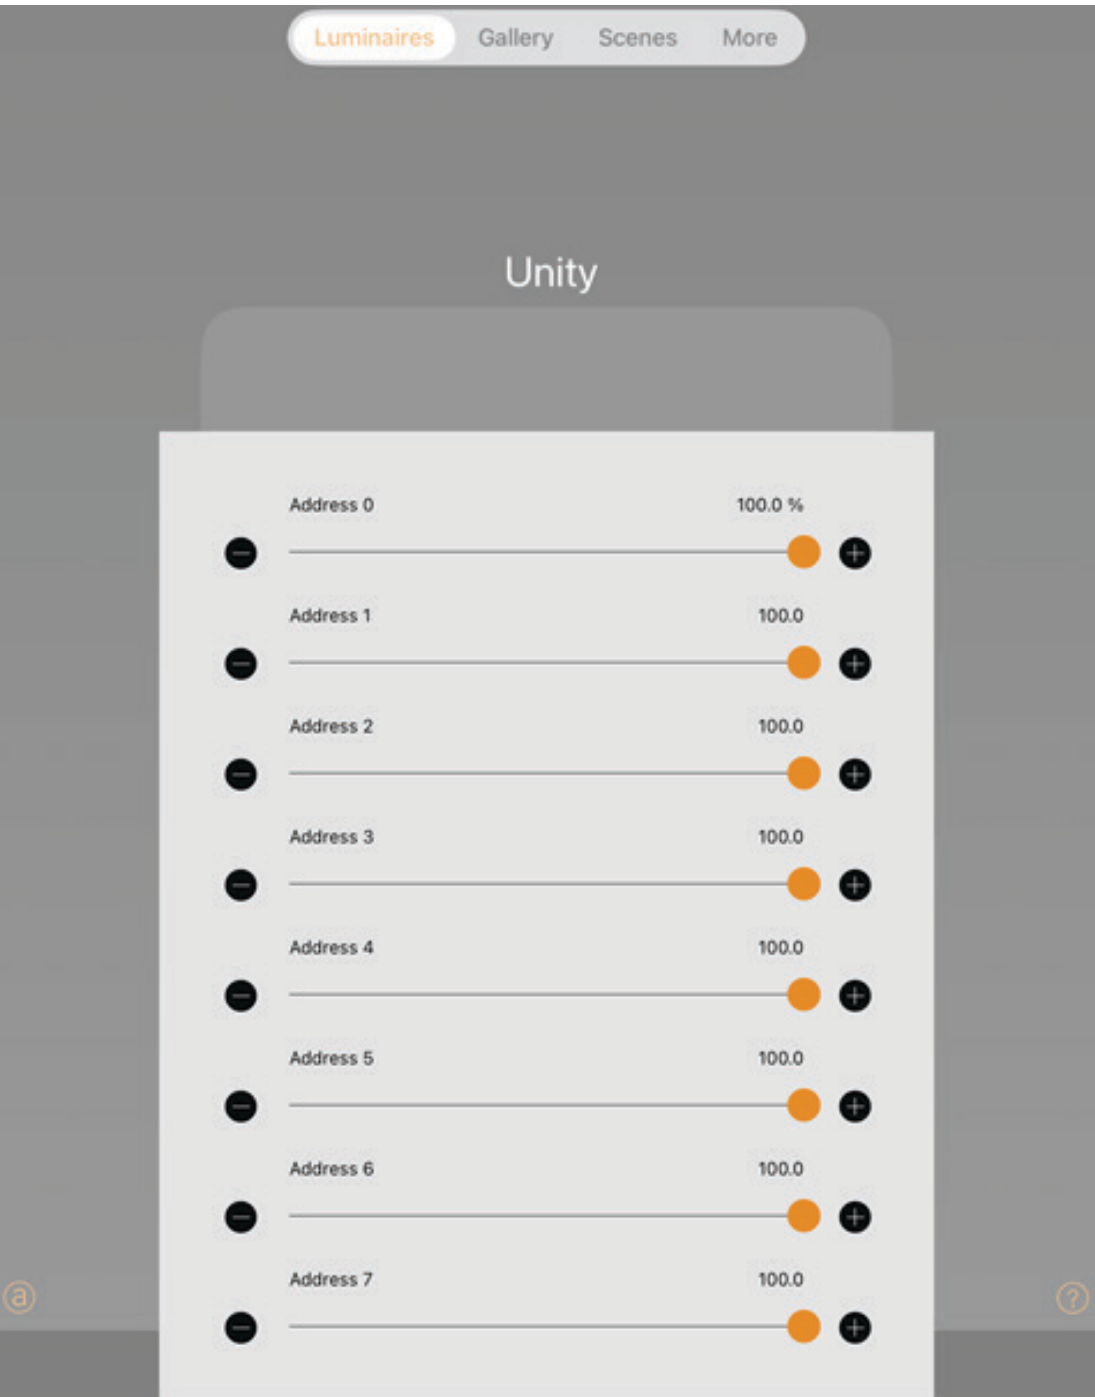 Luminaires Gallery Scenes More
Unity
Address 0 100.0 %
Address 1 100.0
Address 2 100.0
Address 3 100.0
Address 4 100.0
Address 5 100.0
Address 6 100.0
Address 7 100.0
a ?